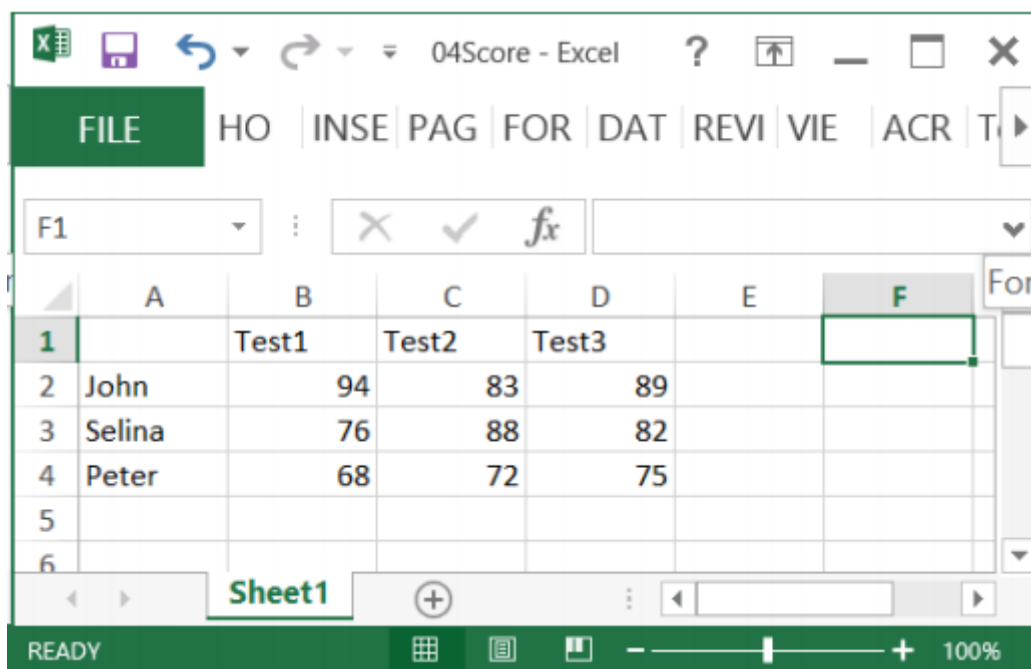 04Score - Excel ?
FILE HO INSE PAG FOR DAT REVI VIE ACR
F1 fx
For
A B C D E F
1 Test1 Test2 Test3
2 John 94 83 89
3 Selina 76 88 82
4 Peter 68 72 75
5
6
Sheet1
READY 100%